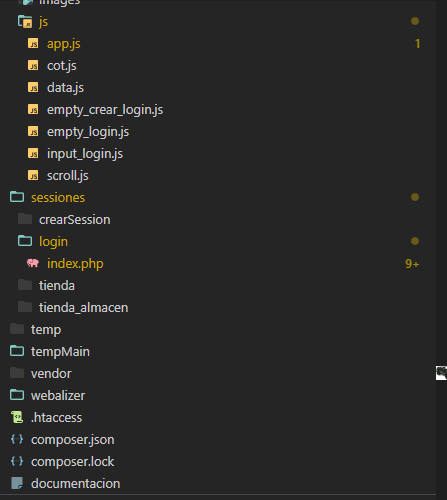 images
js
app.js 1
cot.js
data.js
empty_crear_login.js
empty_login.js
input_login.js
scroll.js
sessiones
crearSession
login
index.php 9+
tienda
tienda_almacen
temp
tempMain
vendor
webalizer
.htaccess
composer.json
composer.lock
documentacion